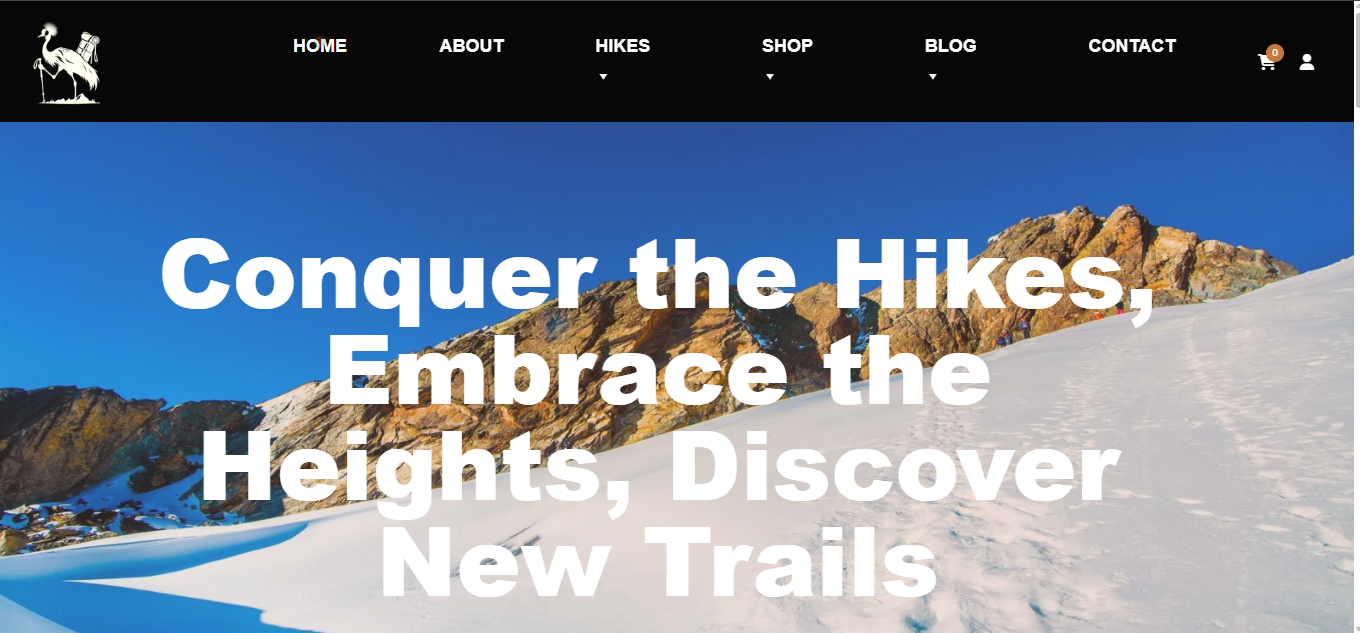 HOME ABOUT HIKES SHOP BLOG CONTACT 0
Conquer the Hikes,
Embrace the
Heights, Discover
New Trails